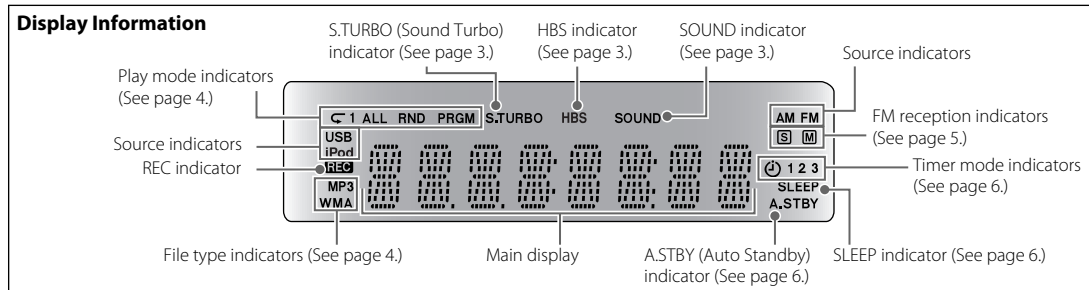 Display Information
S.TURBO (Sound Turbo)
indicator (See page 3.)
HBS indicator
(See page 3.)
SOUND indicator
(See page 3.)
Source indicators
Play mode indicators
(See page 4.)
1 ALL RND PRGM S.TURBO HBS SOUND AM FM
FM reception indicators
(See page 5.)
Source indicators
USB
iPod
S M
REC indicator
REC
1 2 3
Timer mode indicators
(See page 6.)
MP3
WMA
SLEEP
A.STBY
File type indicators (See page 4.)
Main display
A.STBY (Auto Standby)
indicator (See page 6.)
SLEEP indicator (See page 6.)